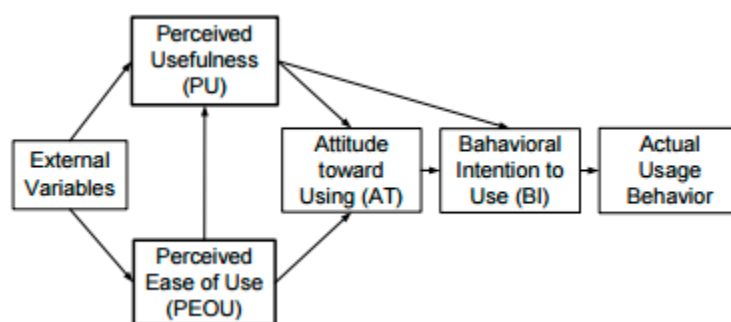 Perceived
Usefulness
(PU)
External
Variables
Attitude
toward
Using (AT)
Bahavioral
Intention to
Use (BI)
Actual
Usage
Behavior
Perceived
Ease of Use
(PEOU)